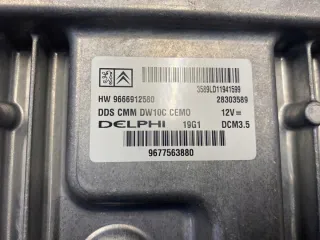 3589LD11941599
HW 9666912580 28303589
DDS CMM DW10C CEMO 12V=
DELPHI 19G1 DCM3.5
9677563880